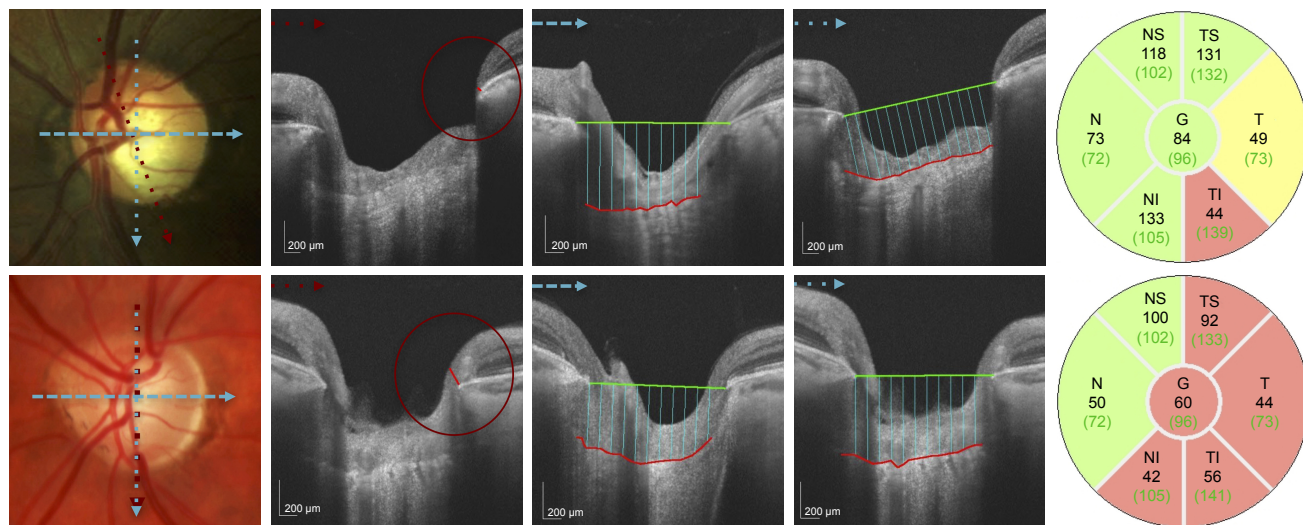 200 µm
200 µm
200 µm
NS
118
(102)
TS
131
(132)
N
73
(72)
G
84
(96)
T
49
(73)
NI
133
(105)
TI
44
(139)
200 µm
200 µm
200 µm
NS
100
(102)
TS
92
(133)
N
50
(72)
G
60
(96)
T
44
(73)
NI
42
(105)
TI
56
(141)